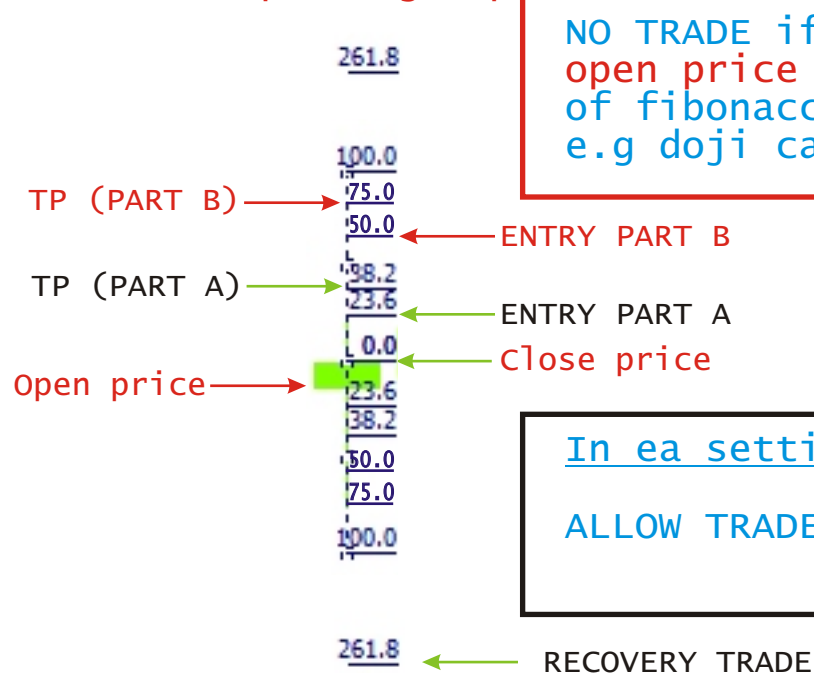 261.8
NO TRADE if
open price
of fibonacc
e.g doji ca
100.0
TP (PART B)
75.0
50.0
ENTRY PART B
TP (PART A)
38.2
23.6
ENTRY PART A
0.0
Close price
Open price
23.6
38.2
50.0
75.0
100.0
In ea setti
ALLOW TRADE
261.8
RECOVERY TRADE